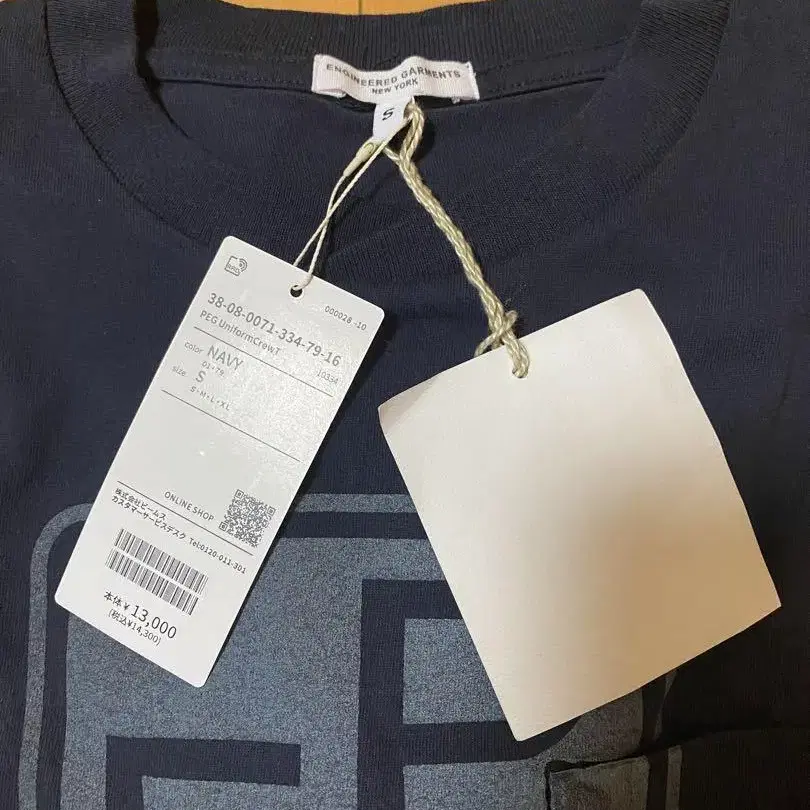 ENGINEERED GARMENTS
NEW YORK
S
000028 -10
38-08-0071-334-79-16
PEG UniformCrewT
10334
color NAVY
01*79
size S
S・M・L・XL
ONLINE SHOP
株式会社ビームス
カスタマーサービスデスク Tel:0120-011-301
本体¥13,000
(税込¥14,300)